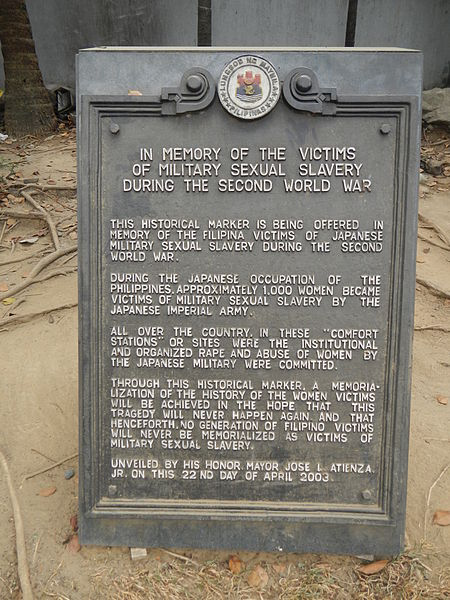 LUNGSOD NG MAYNILA
PILIPINAS
IN MEMORY OF THE VICTIMS
OF MILITARY SEXUAL SLAVERY
DURING THE SECOND WORLD WAR
THIS HISTORICAL MARKER IS BEING OFFERED IN
MEMORY OF THE FILIPINA VICTIMS OF JAPANESE
MILITARY SEXUAL SLAVERY DURING THE SECOND
WORLD WAR.
DURING THE JAPANESE OCCUPATION OF THE
PHILIPPINES, APPROXIMATELY 1,000 WOMEN BECAME
VICTIMS OF MILITARY SEXUAL SLAVERY BY THE
JAPANESE IMPERIAL ARMY.
ALL OVER THE COUNTRY, IN THESE "COMFORT
STATIONS" OR SITES WERE THE INSTITUTIONAL
AND ORGANIZED RAPE AND ABUSE OF WOMEN BY
THE JAPANESE MILITARY WERE COMMITTED.
THROUGH THIS HISTORICAL MARKER, A MEMORIA-
LIZATION OF THE HISTORY OF THE WOMEN VICTIMS
WILL BE ACHIEVED IN THE HOPE THAT THIS
TRAGEDY WILL NEVER HAPPEN AGAIN. AND THAT
HENCEFORTH, NO GENERATION OF FILIPINO VICTIMS
WILL NEVER BE MEMORIALIZED AS VICTIMS OF
MILITARY SEXUAL SLAVERY.
UNVEILED BY HIS HONOR, MAYOR JOSE L. ATIENZA,
JR. ON THIS 22 ND DAY OF APRIL 2003.